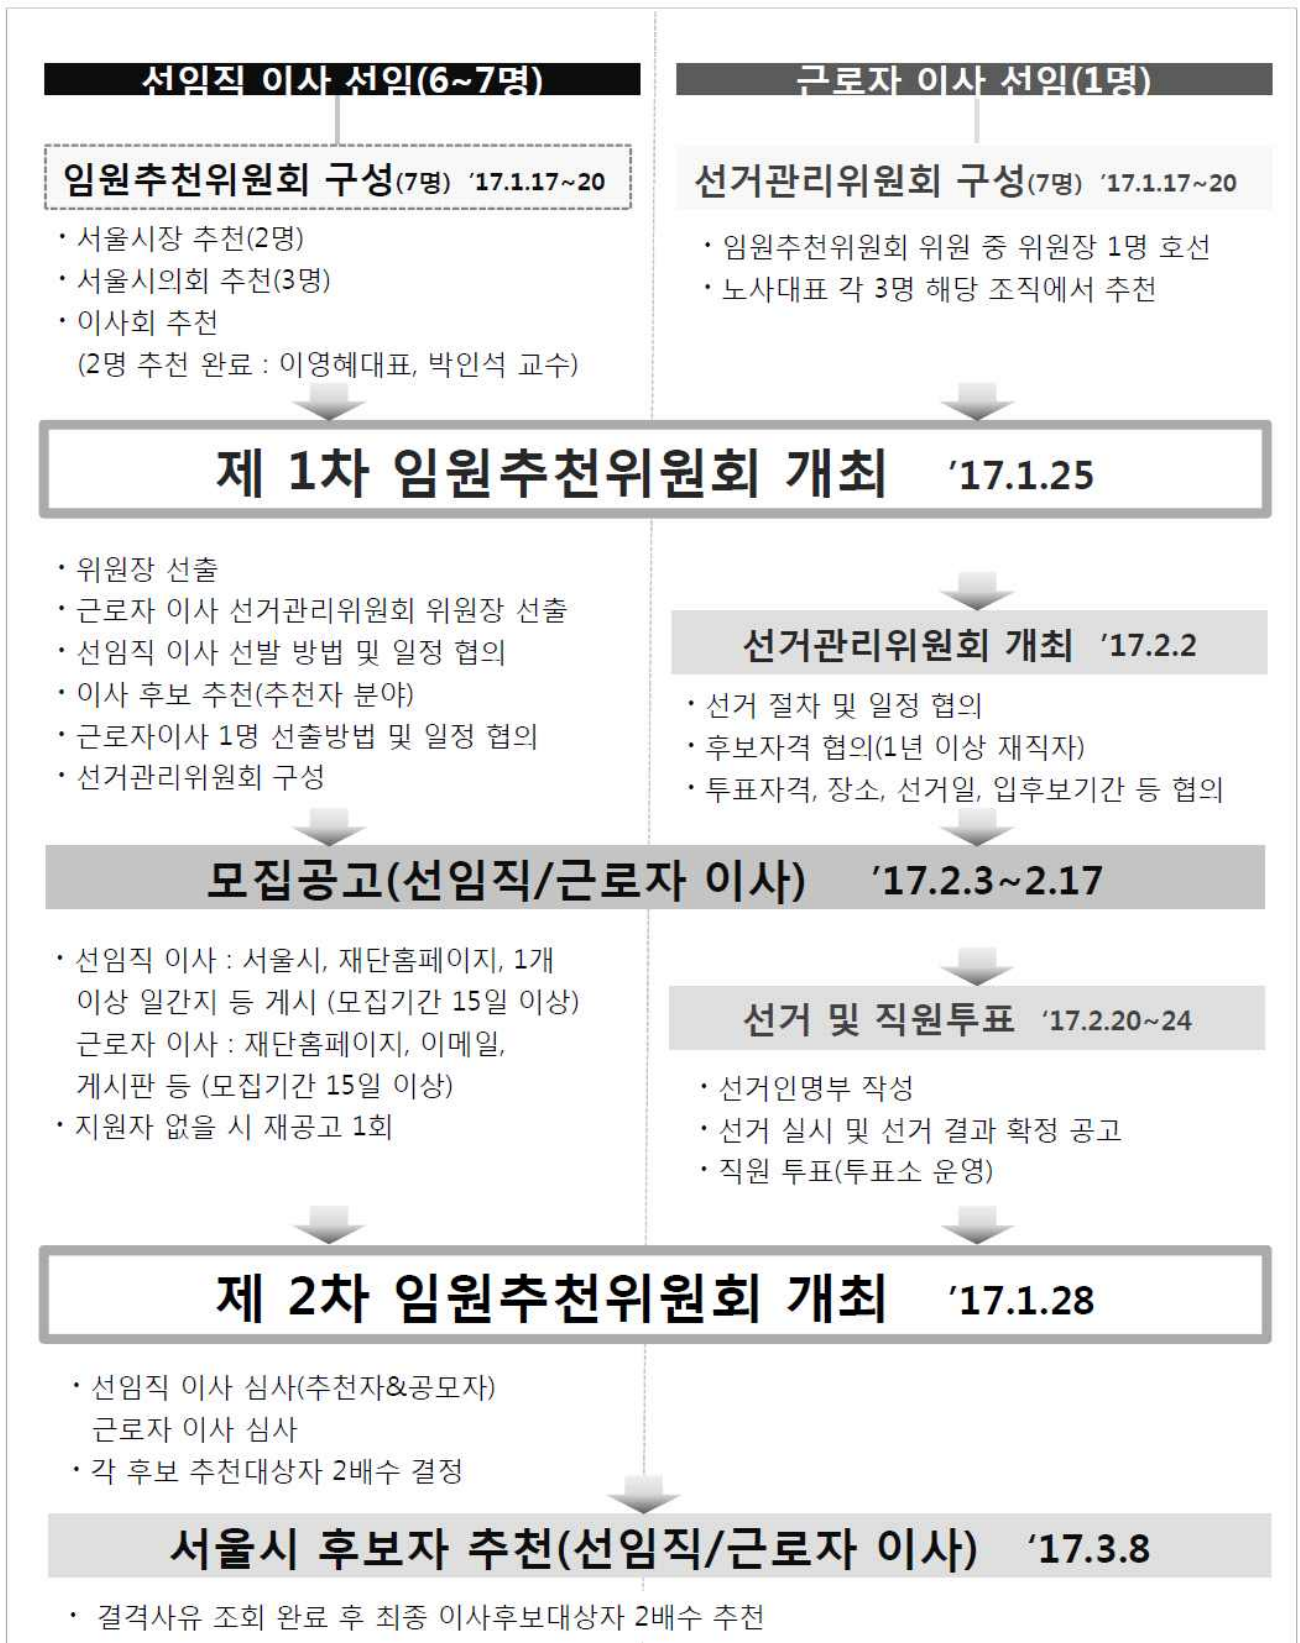 선임직 이사 선임(6~7명)
근로자 이사 선임(1명)
임원추천위원회 구성(7명) ′17.1.17~20
· 서울시장 추천(2명)
· 서울시의회 추천(3명)
· 이사회 추천
(2명 추천 완료 : 이영혜대표, 박인석 교수)
선거관리위원회 구성(7명) ′17.1.17~20
· 임원추천위원회 위원 중 위원장 1명 호선
· 노사대표 각 3명 해당 조직에서 추천
제 1차 임원추천위원회 개최 ′17.1.25
· 위원장 선출
· 근로자 이사 선거관리위원회 위원장 선출
· 선임직 이사 선발 방법 및 일정 협의
· 이사 후보 추천(추천자 분야)
· 근로자이사 1명 선출방법 및 일정 협의
· 선거관리위원회 구성
선거관리위원회 개최 ′17.2.2
· 선거 절차 및 일정 협의
· 후보자격 협의(1년 이상 재직자)
· 투표자격, 장소, 선거일, 입후보기간 등 협의
모집공고(선임직/근로자 이사) ′17.2.3~2.17
· 선임직 이사 : 서울시, 재단홈페이지, 1개
이상 일간지 등 게시 (모집기간 15일 이상)
근로자 이사 : 재단홈페이지, 이메일,
게시판 등 (모집기간 15일 이상)
· 지원자 없을 시 재공고 1회
선거 및 직원투표 ′17.2.20~24
· 선거인명부 작성
· 선거 실시 및 선거 결과 확정 공고
· 직원 투표(투표소 운영)
제 2차 임원추천위원회 개최 ′17.1.28
· 선임직 이사 심사(추천자&공모자)
근로자 이사 심사
· 각 후보 추천대상자 2배수 결정
서울시 후보자 추천(선임직/근로자 이사) ‘17.3.8
· 결격사유 조회 완료 후 최종 이사후보대상자 2배수 추천